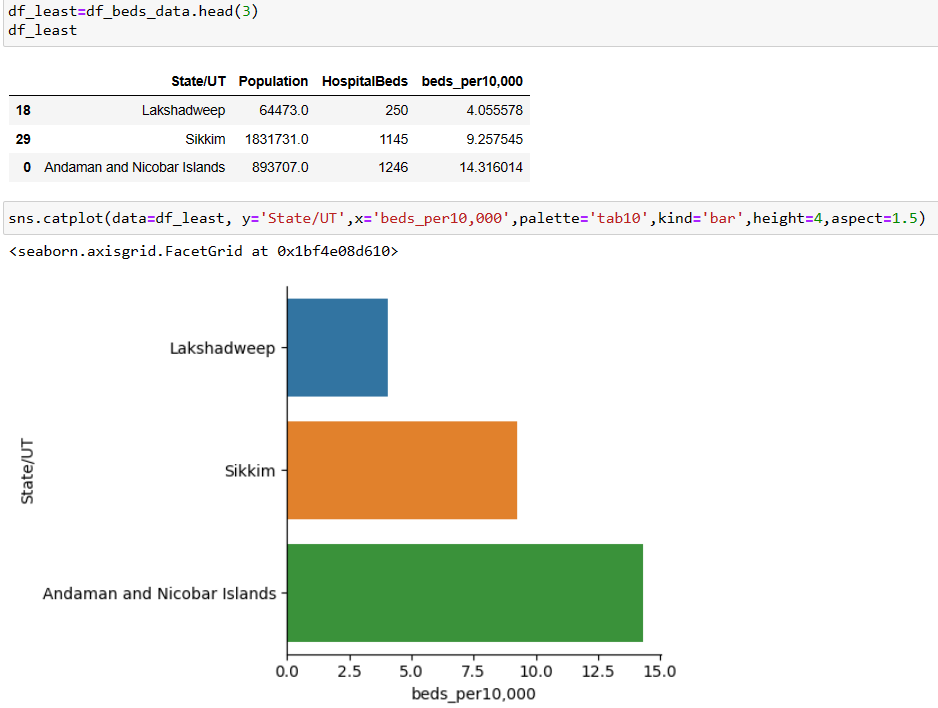 df_least=df_beds_data.head(3)
df_least
State/UT Population HospitalBeds beds_per10,000
18 Lakshadweep 64473.0 250 4.055578
29 Sikkim 1831731.0 1145 9.257545
0 Andaman and Nicobar Islands 893707.0 1246 14.316014
sns.catplot(data=df_least, y='State/UT',x='beds_per10,000',palette='tab10',kind='bar',height=4,aspect=1.5)
<seaborn.axisgrid.FacetGrid at 0x1bf4e08d610>
Lakshadweep
Sikkim
Andaman and Nicobar Islands
State/UT
0.0 2.5 5.0 7.5 10.0 12.5 15.0
beds_per10,000